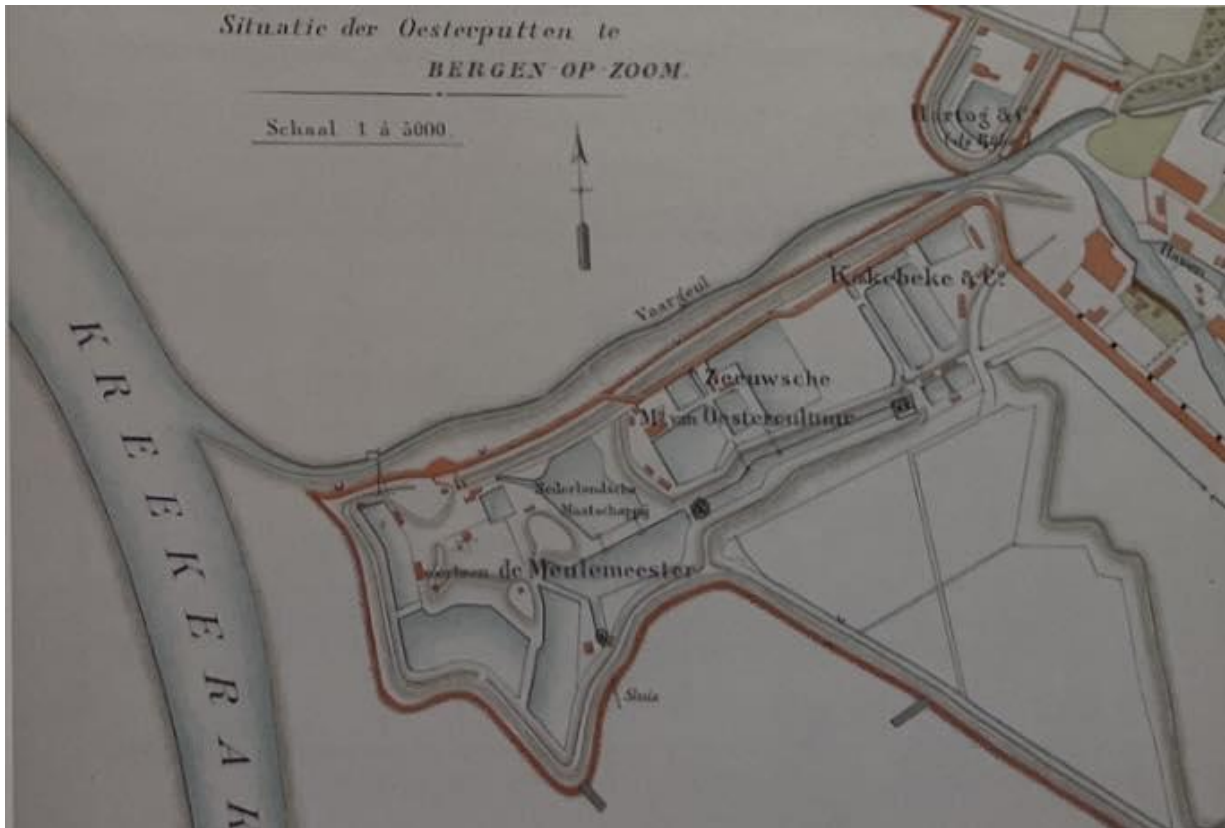 Situatie der Oesterputten te
BERGEN-OP-ZOOM.
Schaal 1 à 5000.
Hartog & Cº
Haven
Kakebeke & Cº
Vaargeul
Zeeuwsche
Mij van Oestercultuur
Nederlandsche
Maatschappij
de Meulemeester
Sluis
KREEKERAK